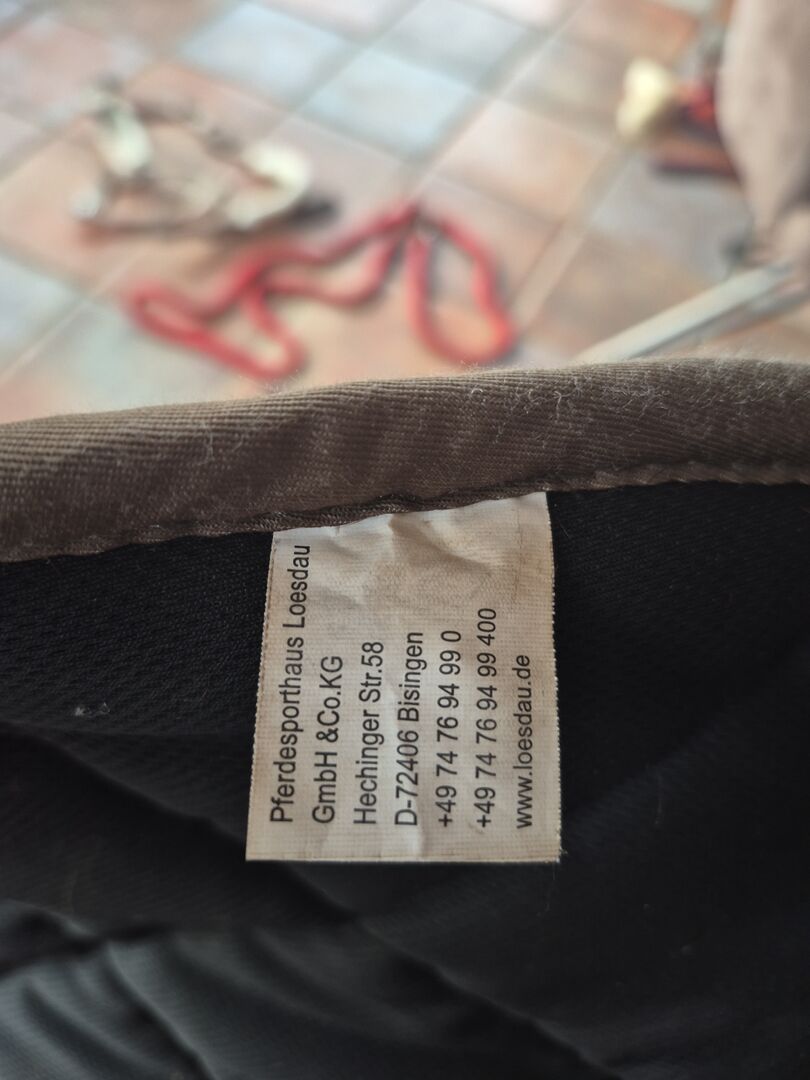 Pferdesporthaus Loesdau
GmbH &Co.KG
Hechinger Str.58
D-72406 Bisingen
+49 74 76 94 99 0
+49 74 76 94 99 400
www.loesdau.de